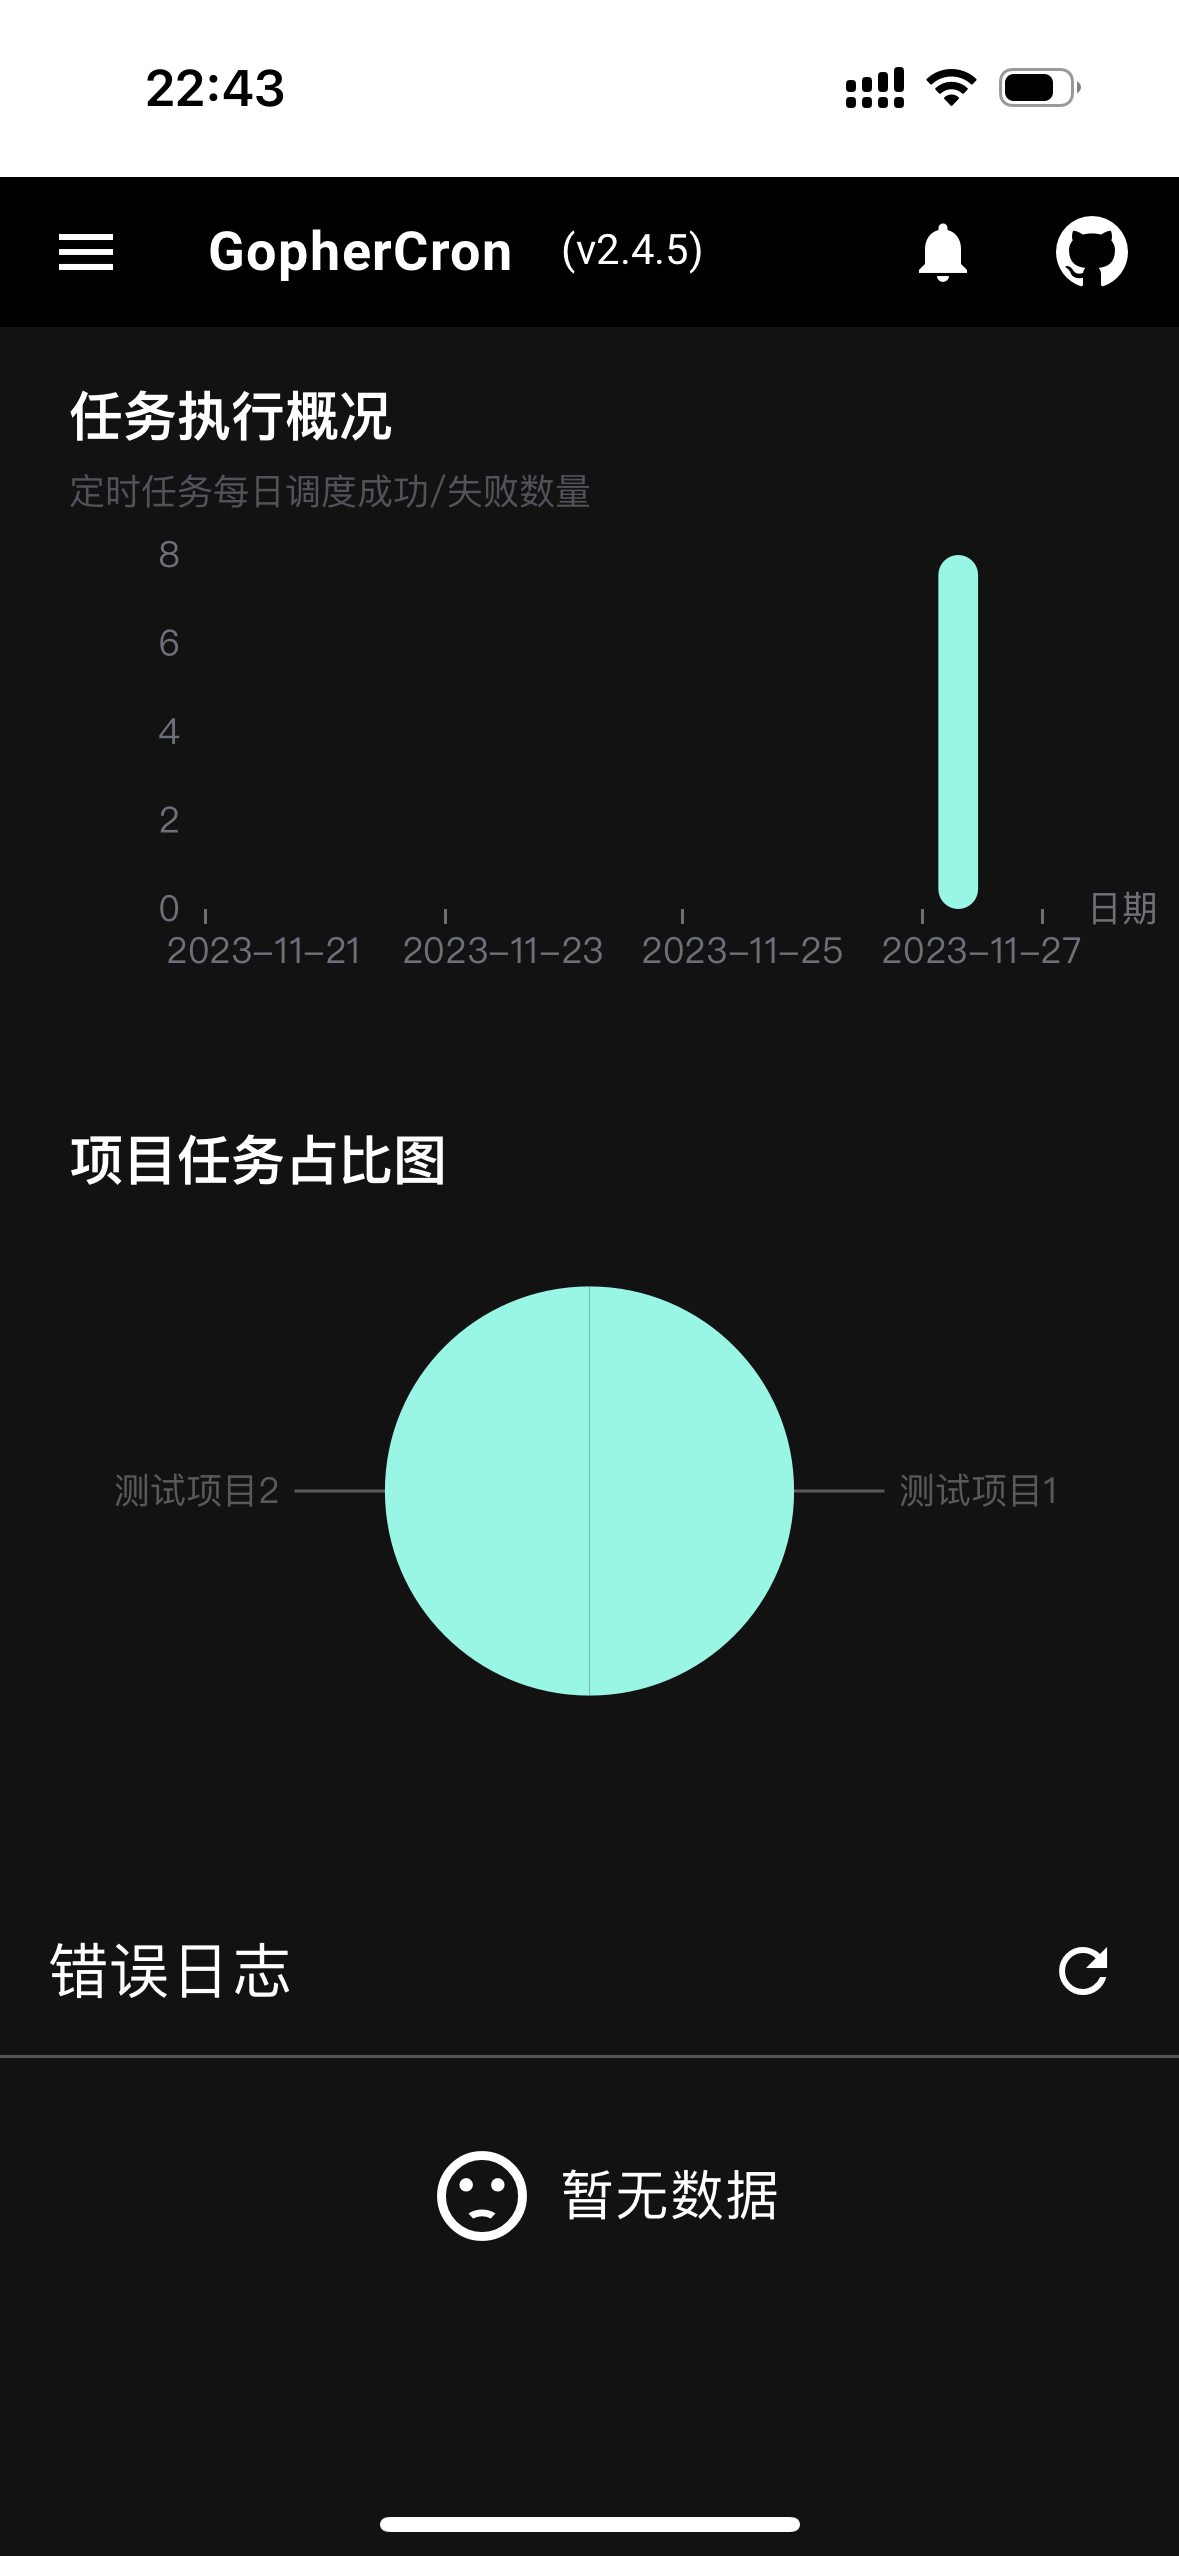 22:43
GopherCron (v2.4.5)
任务执行概况
定时任务每日调度成功/失败数量
8
6
4
2
0
日期
2023-11-21 2023-11-23 2023-11-25 2023-11-27
项目任务占比图
测试项目2 测试项目1
错误日志
暂无数据